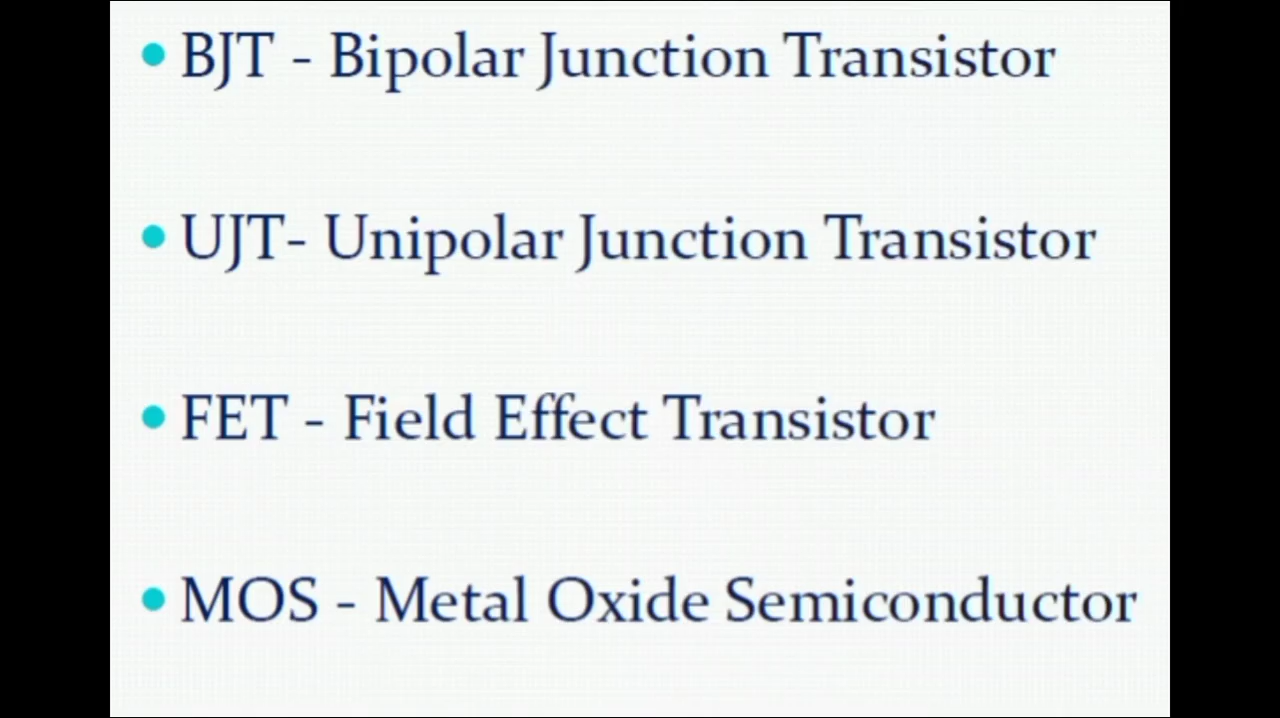 • BJT - Bipolar Junction Transistor
• UJT- Unipolar Junction Transistor
• FET - Field Effect Transistor
• MOS - Metal Oxide Semiconductor